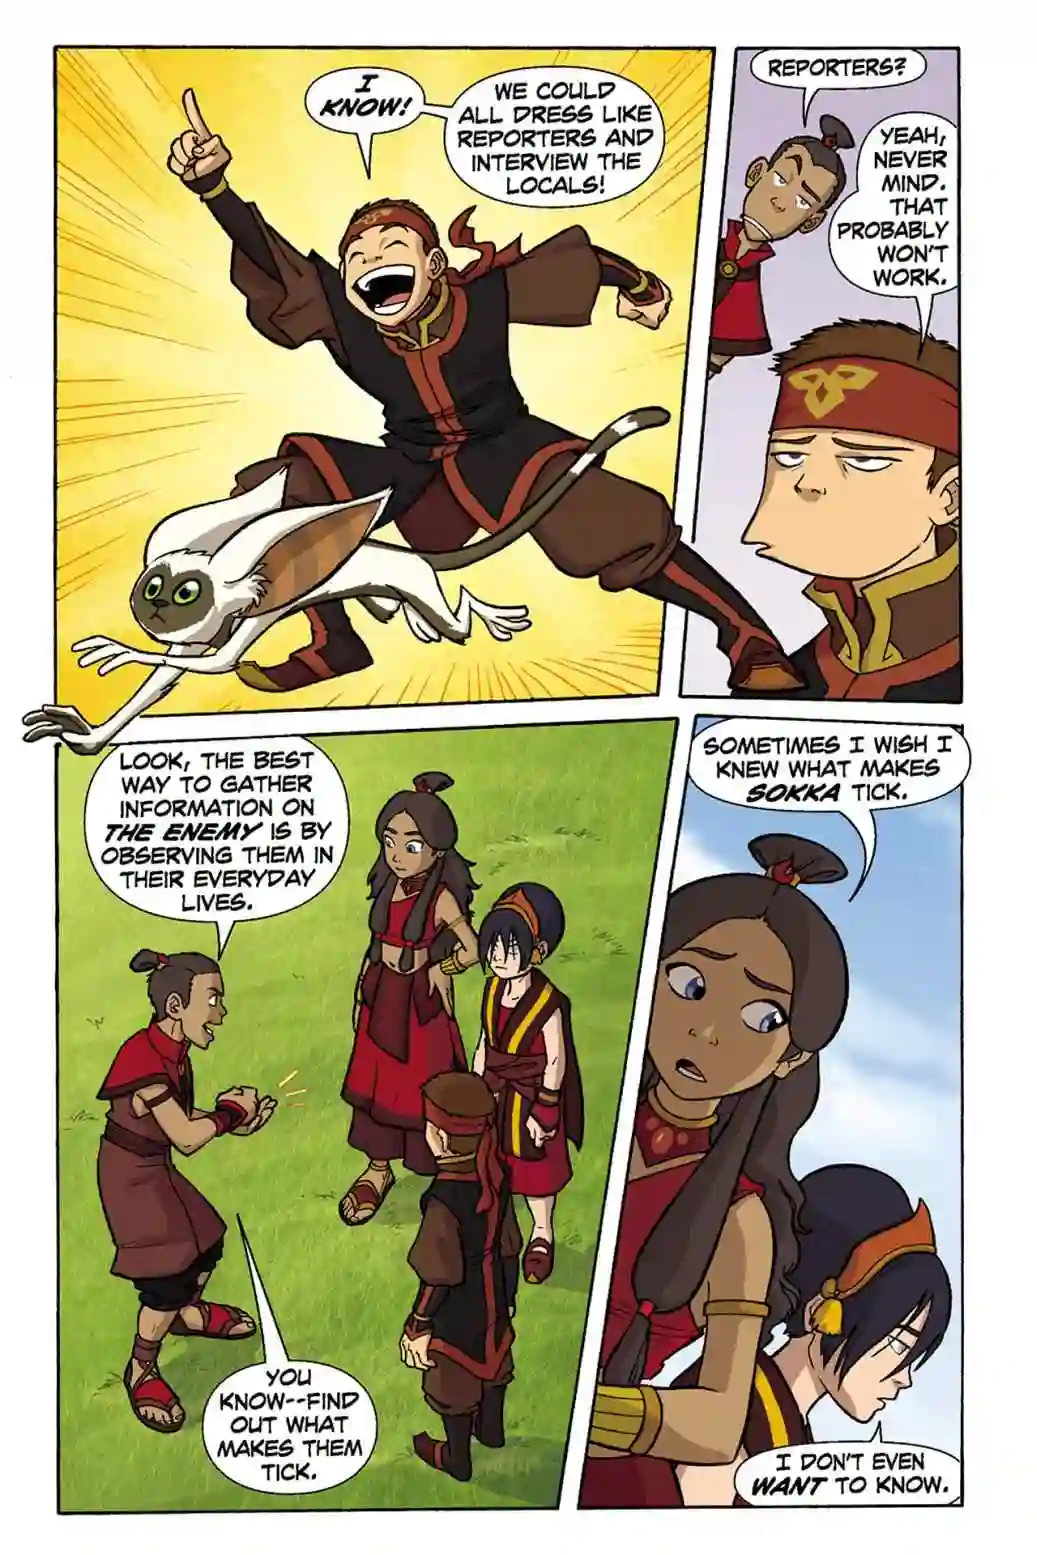 I
KNOW!
WE COULD
ALL DRESS LIKE
REPORTERS AND
INTERVIEW THE
LOCALS!
REPORTERS?
YEAH,
NEVER
MIND.
THAT
PROBABLY
WON'T
WORK.
LOOK, THE BEST
WAY TO GATHER
INFORMATION ON
THE ENEMY IS BY
OBSERVING THEM IN
THEIR EVERYDAY
LIVES.
YOU
KNOW--FIND
OUT WHAT
MAKES THEM
TICK.
SOMETIMES I WISH I
KNEW WHAT MAKES
SOKKA TICK.
I DON'T EVEN
WANT TO KNOW.